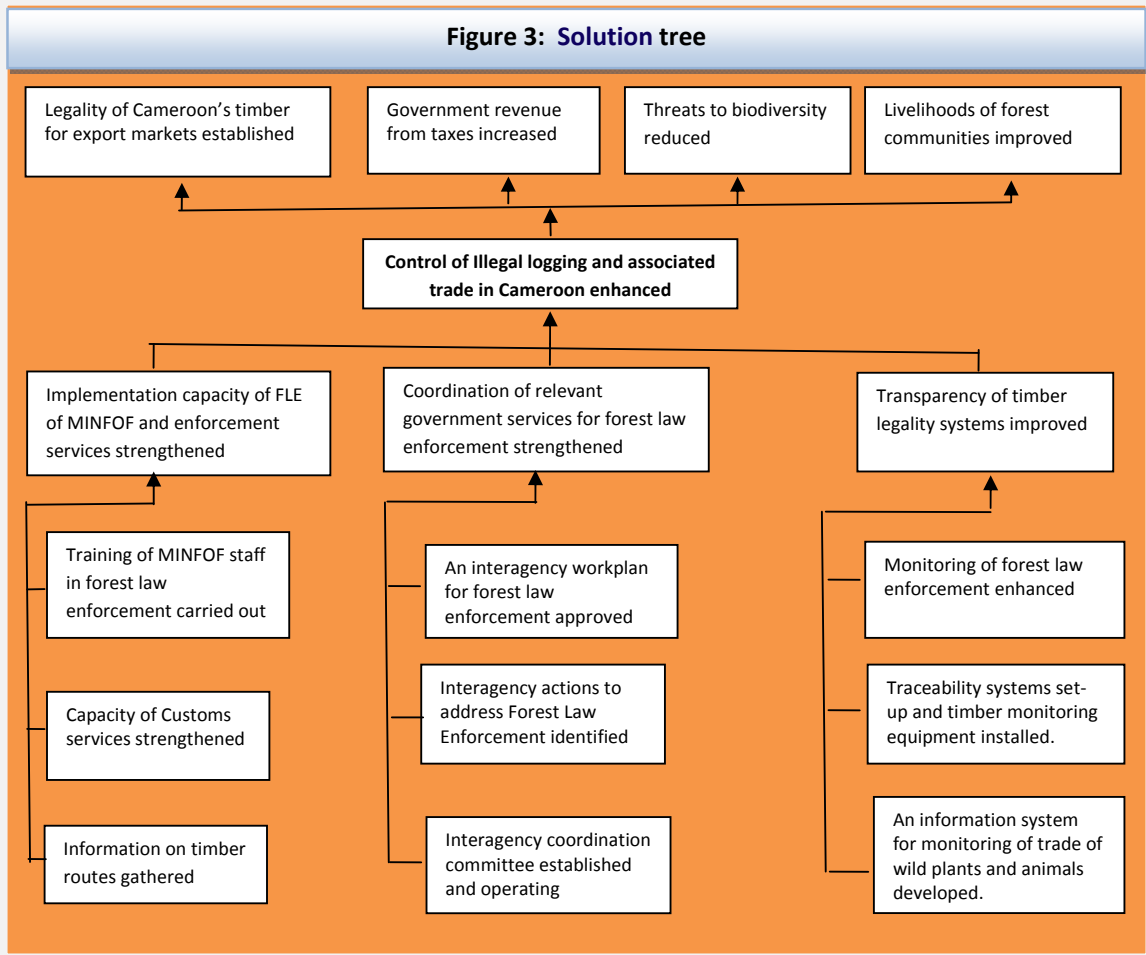 Figure 3: Solution tree
Legality of Cameroon’s timber
for export markets established
Government revenue
from taxes increased
Threats to biodiversity
reduced
Livelihoods of forest
communities improved
Control of Illegal logging and associated
trade in Cameroon enhanced
Implementation capacity of FLE
of MINFOF and enforcement
services strengthened
Coordination of relevant
government services for forest law
enforcement strengthened
Transparency of timber
legality systems improved
Training of MINFOF staff
in forest law
enforcement carried out
An interagency workplan
for forest law
enforcement approved
Monitoring of forest law
enforcement enhanced
Capacity of Customs
services strengthened
Interagency actions to
address Forest Law
Enforcement identified
Traceability systems set-
up and timber monitoring
equipment installed.
Information on timber
routes gathered
Interagency coordination
committee established
and operating
An information system
for monitoring of trade of
wild plants and animals
developed.